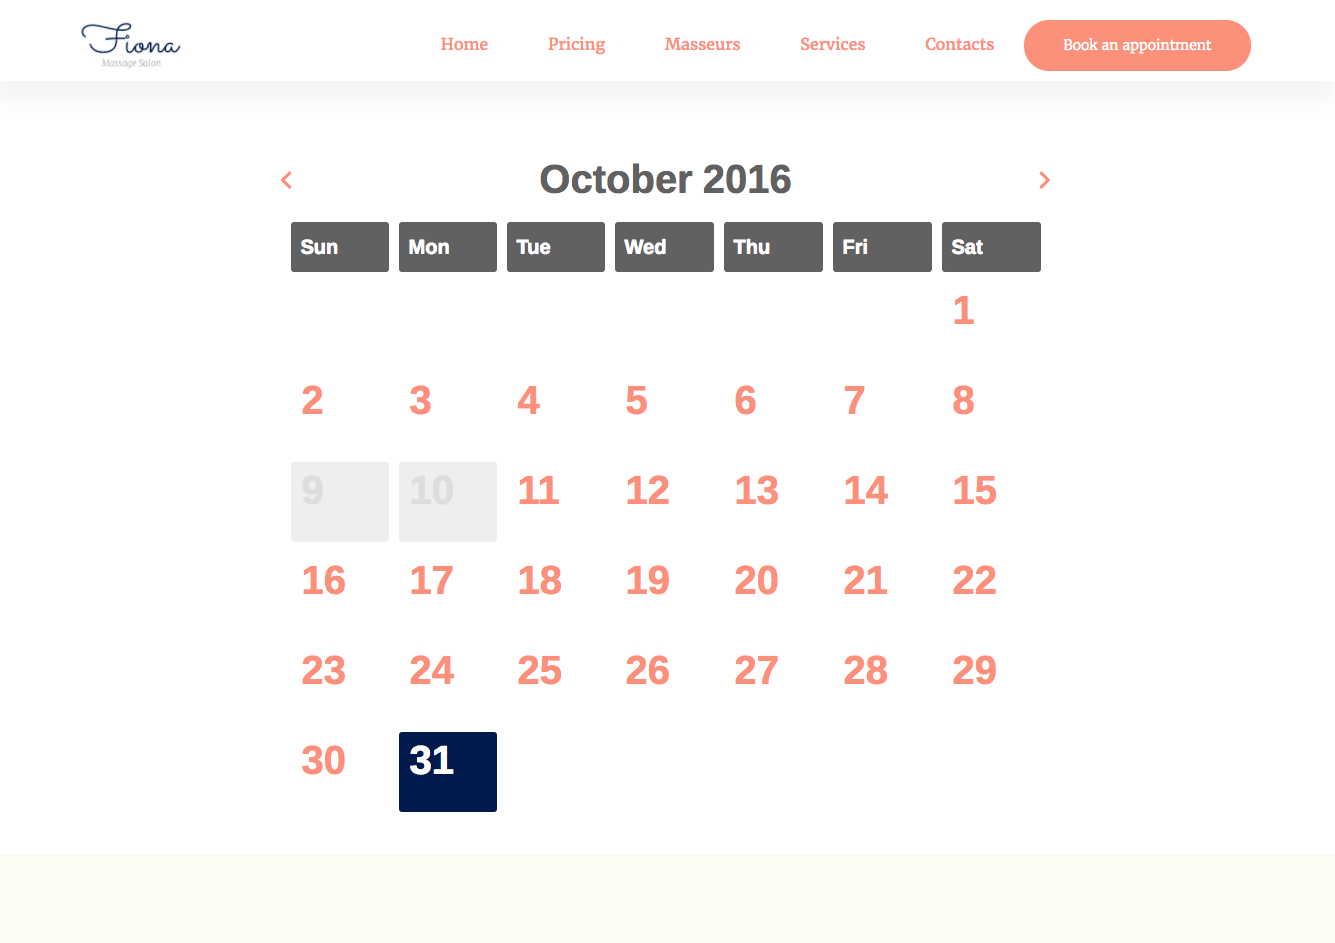 Fiona
Massage Salon
Home Pricing Masseurs Services Contacts Book an appointment
October 2016
Sun Mon Tue Wed Thu Fri Sat
1
2 3 4 5 6 7 8
9 10 11 12 13 14 15
16 17 18 19 20 21 22
23 24 25 26 27 28 29
30 31